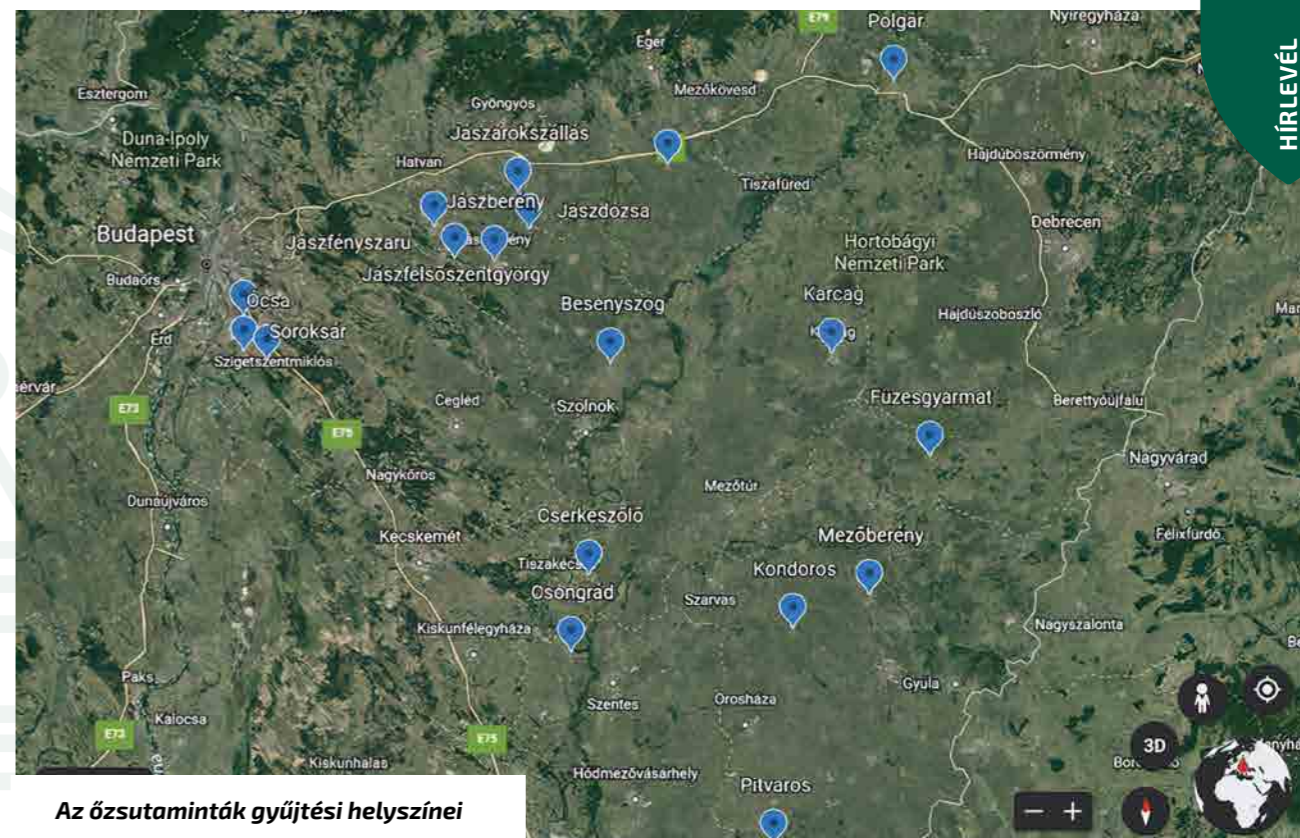 HÍRLEVÉL
E79
Polgár
Nyíregyháza
Eger
Esztergom
Mezőkövesd
Gyöngyös
Jászárokszállás
Duna-Ipoly
Nemzeti Park
Hatvan
Hajdúböszörmény
Tiszafüred
Jászberény
Jászdózsa
Debrecen
Budapest
Jászfényszaru
Hortobágyi
Nemzeti Park
Jászfelsőszentgyörgy
Budaörs
Karcag
Besenyszög
Ócsa
Hajdúszoboszló
Soroksár
Érd
Szigetszentmiklós
Cegléd
Füzesgyarmat
Berettyóújfalu
Szolnok
E73
E75
Nagyvárad
Nagykőrös
Mezőtúr
Dunaújváros
Cserkeszőlő
Kecskemét
Mezőberény
Félixfürdő
Kondoros
Csongrád
Szarvas
Kiskunfélegyháza
Nagyszalonta
Paks
Gyula
Szentes
Orosháza
Kalocsa
E73
E75
3D
Kiskunhalas
Hódmezővásárhely
Pitvaros
Az őzsutaminták gyűjtési helyszínei